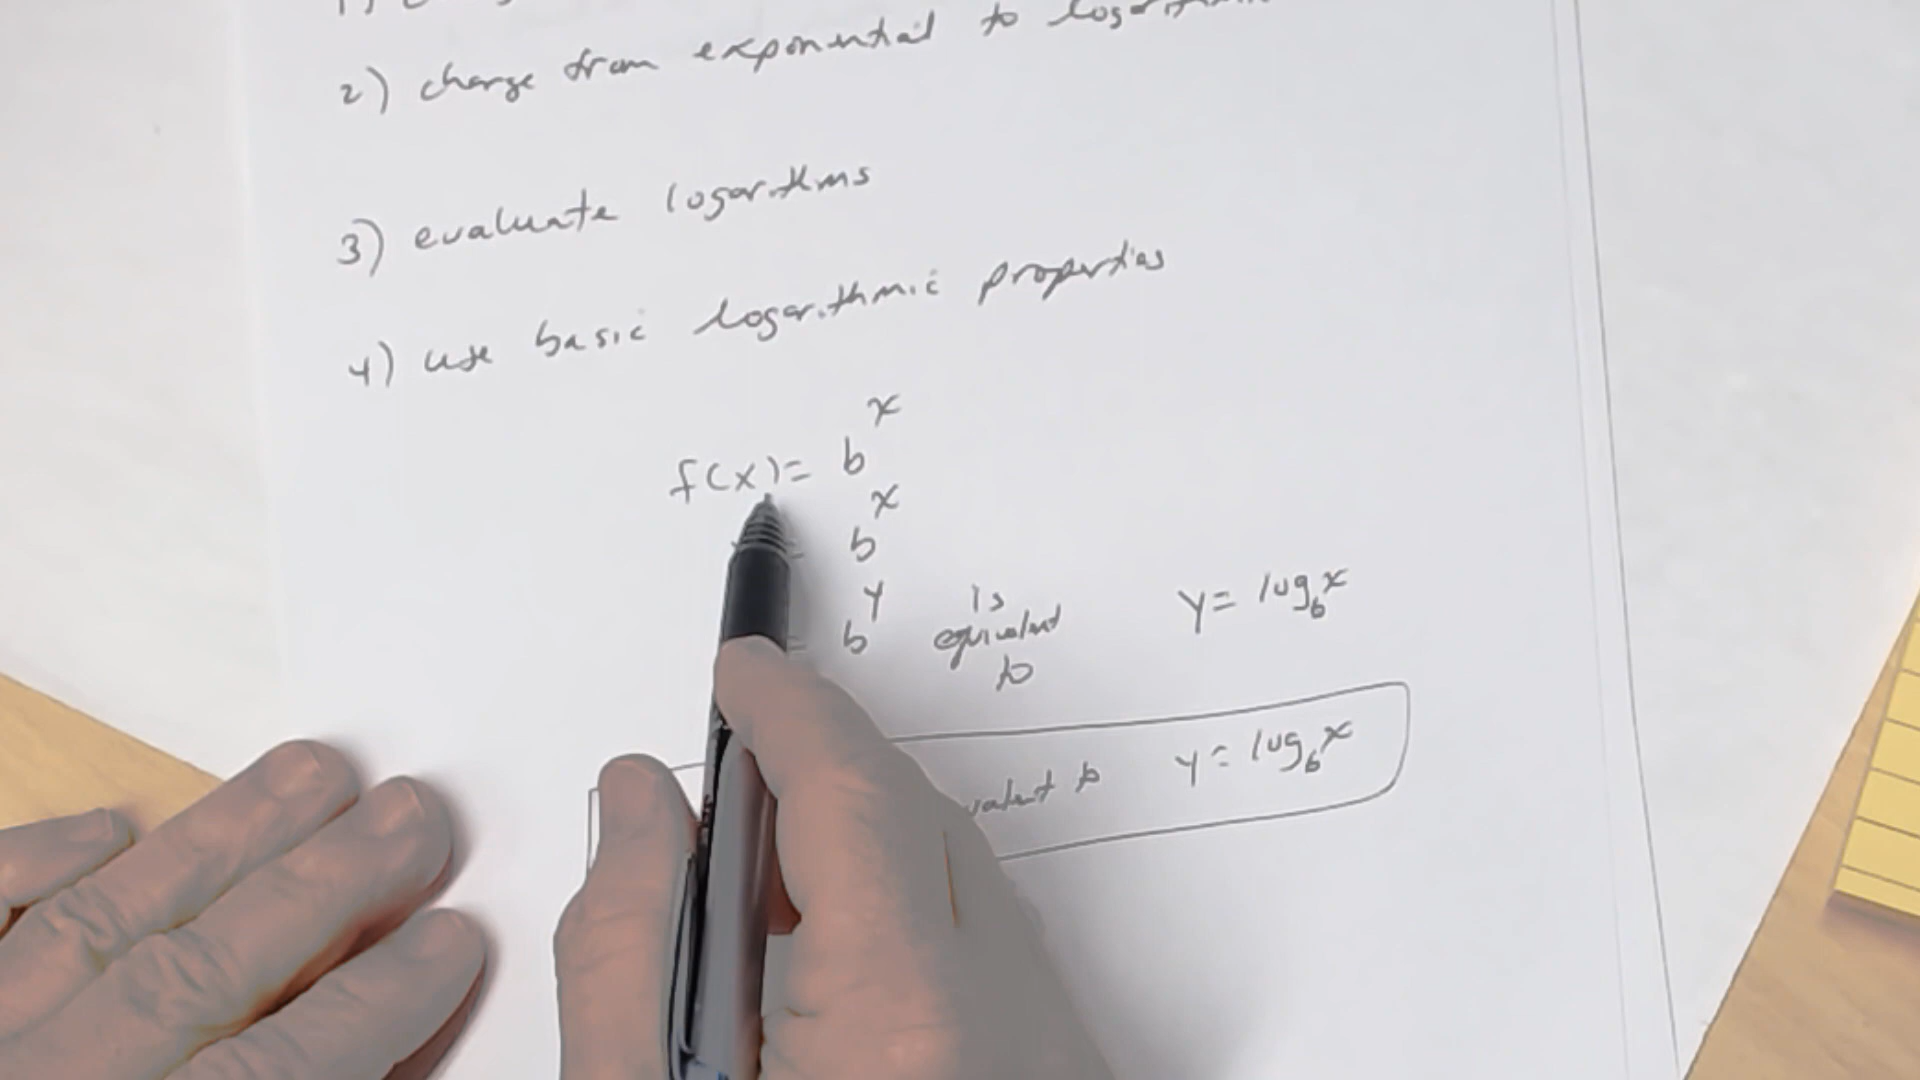 2) change from exponential to
3) evaluate logarithms
4) use basic logarithmic properties
f(x) = b^x
b^x
b^y is equivalent to y = log_b x
to y = log_b x